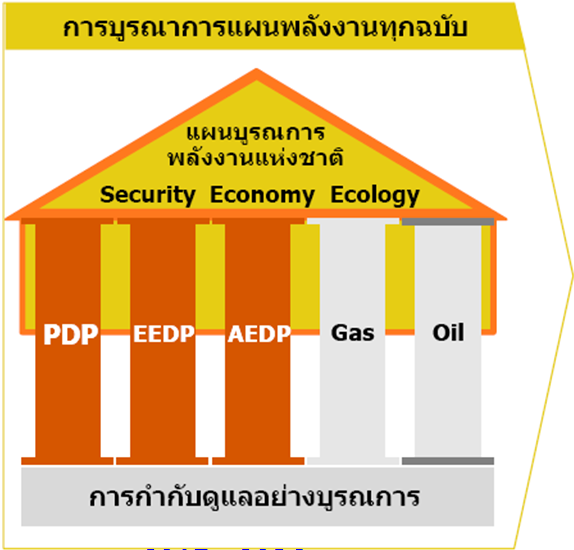 การบูรณาการแผนพลังงานทุกฉบับ
แผนบูรณการ
พลังงานแห่งชาติ
Security Economy Ecology
PDP EEDP AEDP Gas Oil
การกำกับดูแลอย่างบูรณการ